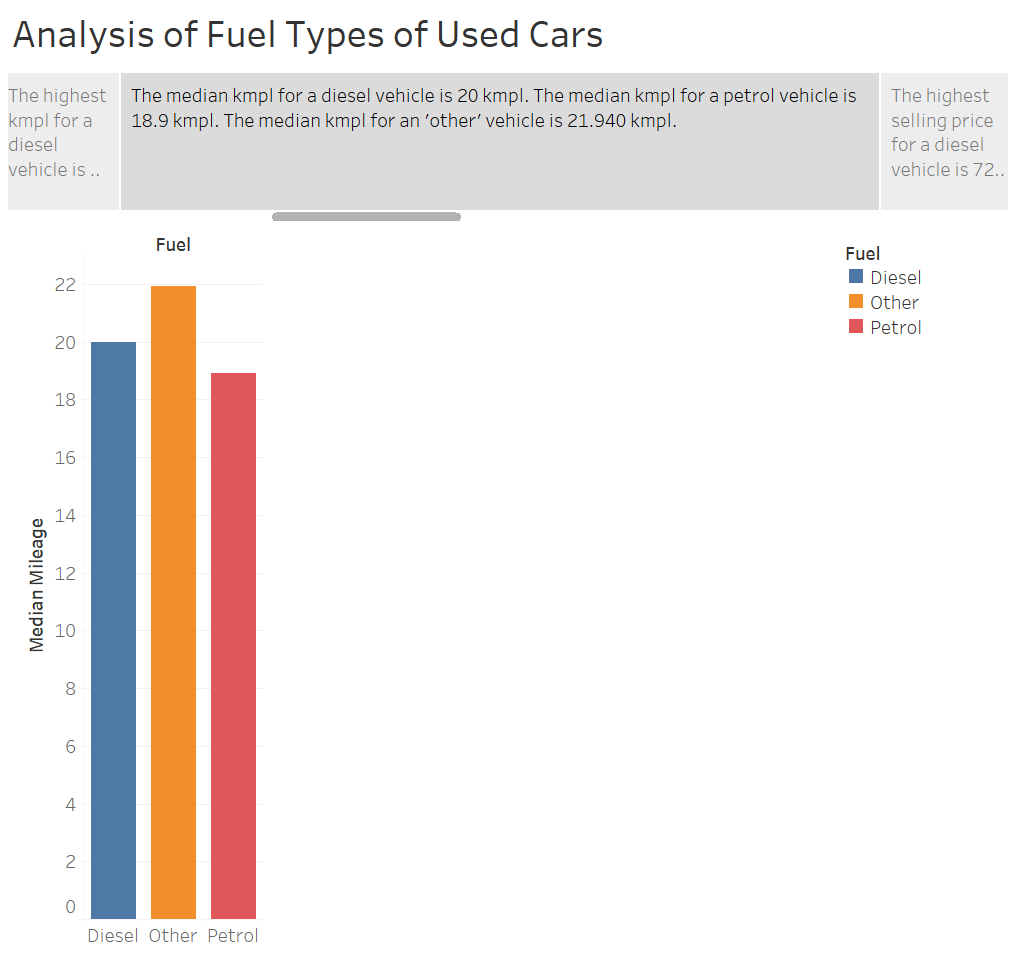 Analysis of Fuel Types of Used Cars
The highest
kmpl for a
diesel
vehicle is ..
The median kmpl for a diesel vehicle is 20 kmpl. The median kmpl for a petrol vehicle is
18.9 kmpl. The median kmpl for an 'other' vehicle is 21.940 kmpl.
The highest
selling price
for a diesel
vehicle is 72..
Fuel
22
20
18
16
14
12
10
8
6
4
2
0
Median Mileage
Diesel Other Petrol
Fuel
Diesel
Other
Petrol